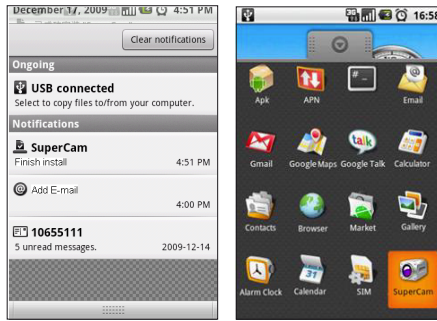 December 17, 2009 4:51 PM
Clear notifications
Ongoing
USB connected
Select to copy files to/from your computer.
Notifications
SuperCam
Finish install 4:51 PM
Add E-mail
4:00 PM
10655111
5 unread messages. 2009-12-14
16:58
Apk APN Email
Gmail Google Maps Google Talk Calculator
Contacts Browser Market Gallery
31
Alarm Clock Calendar SIM SuperCam